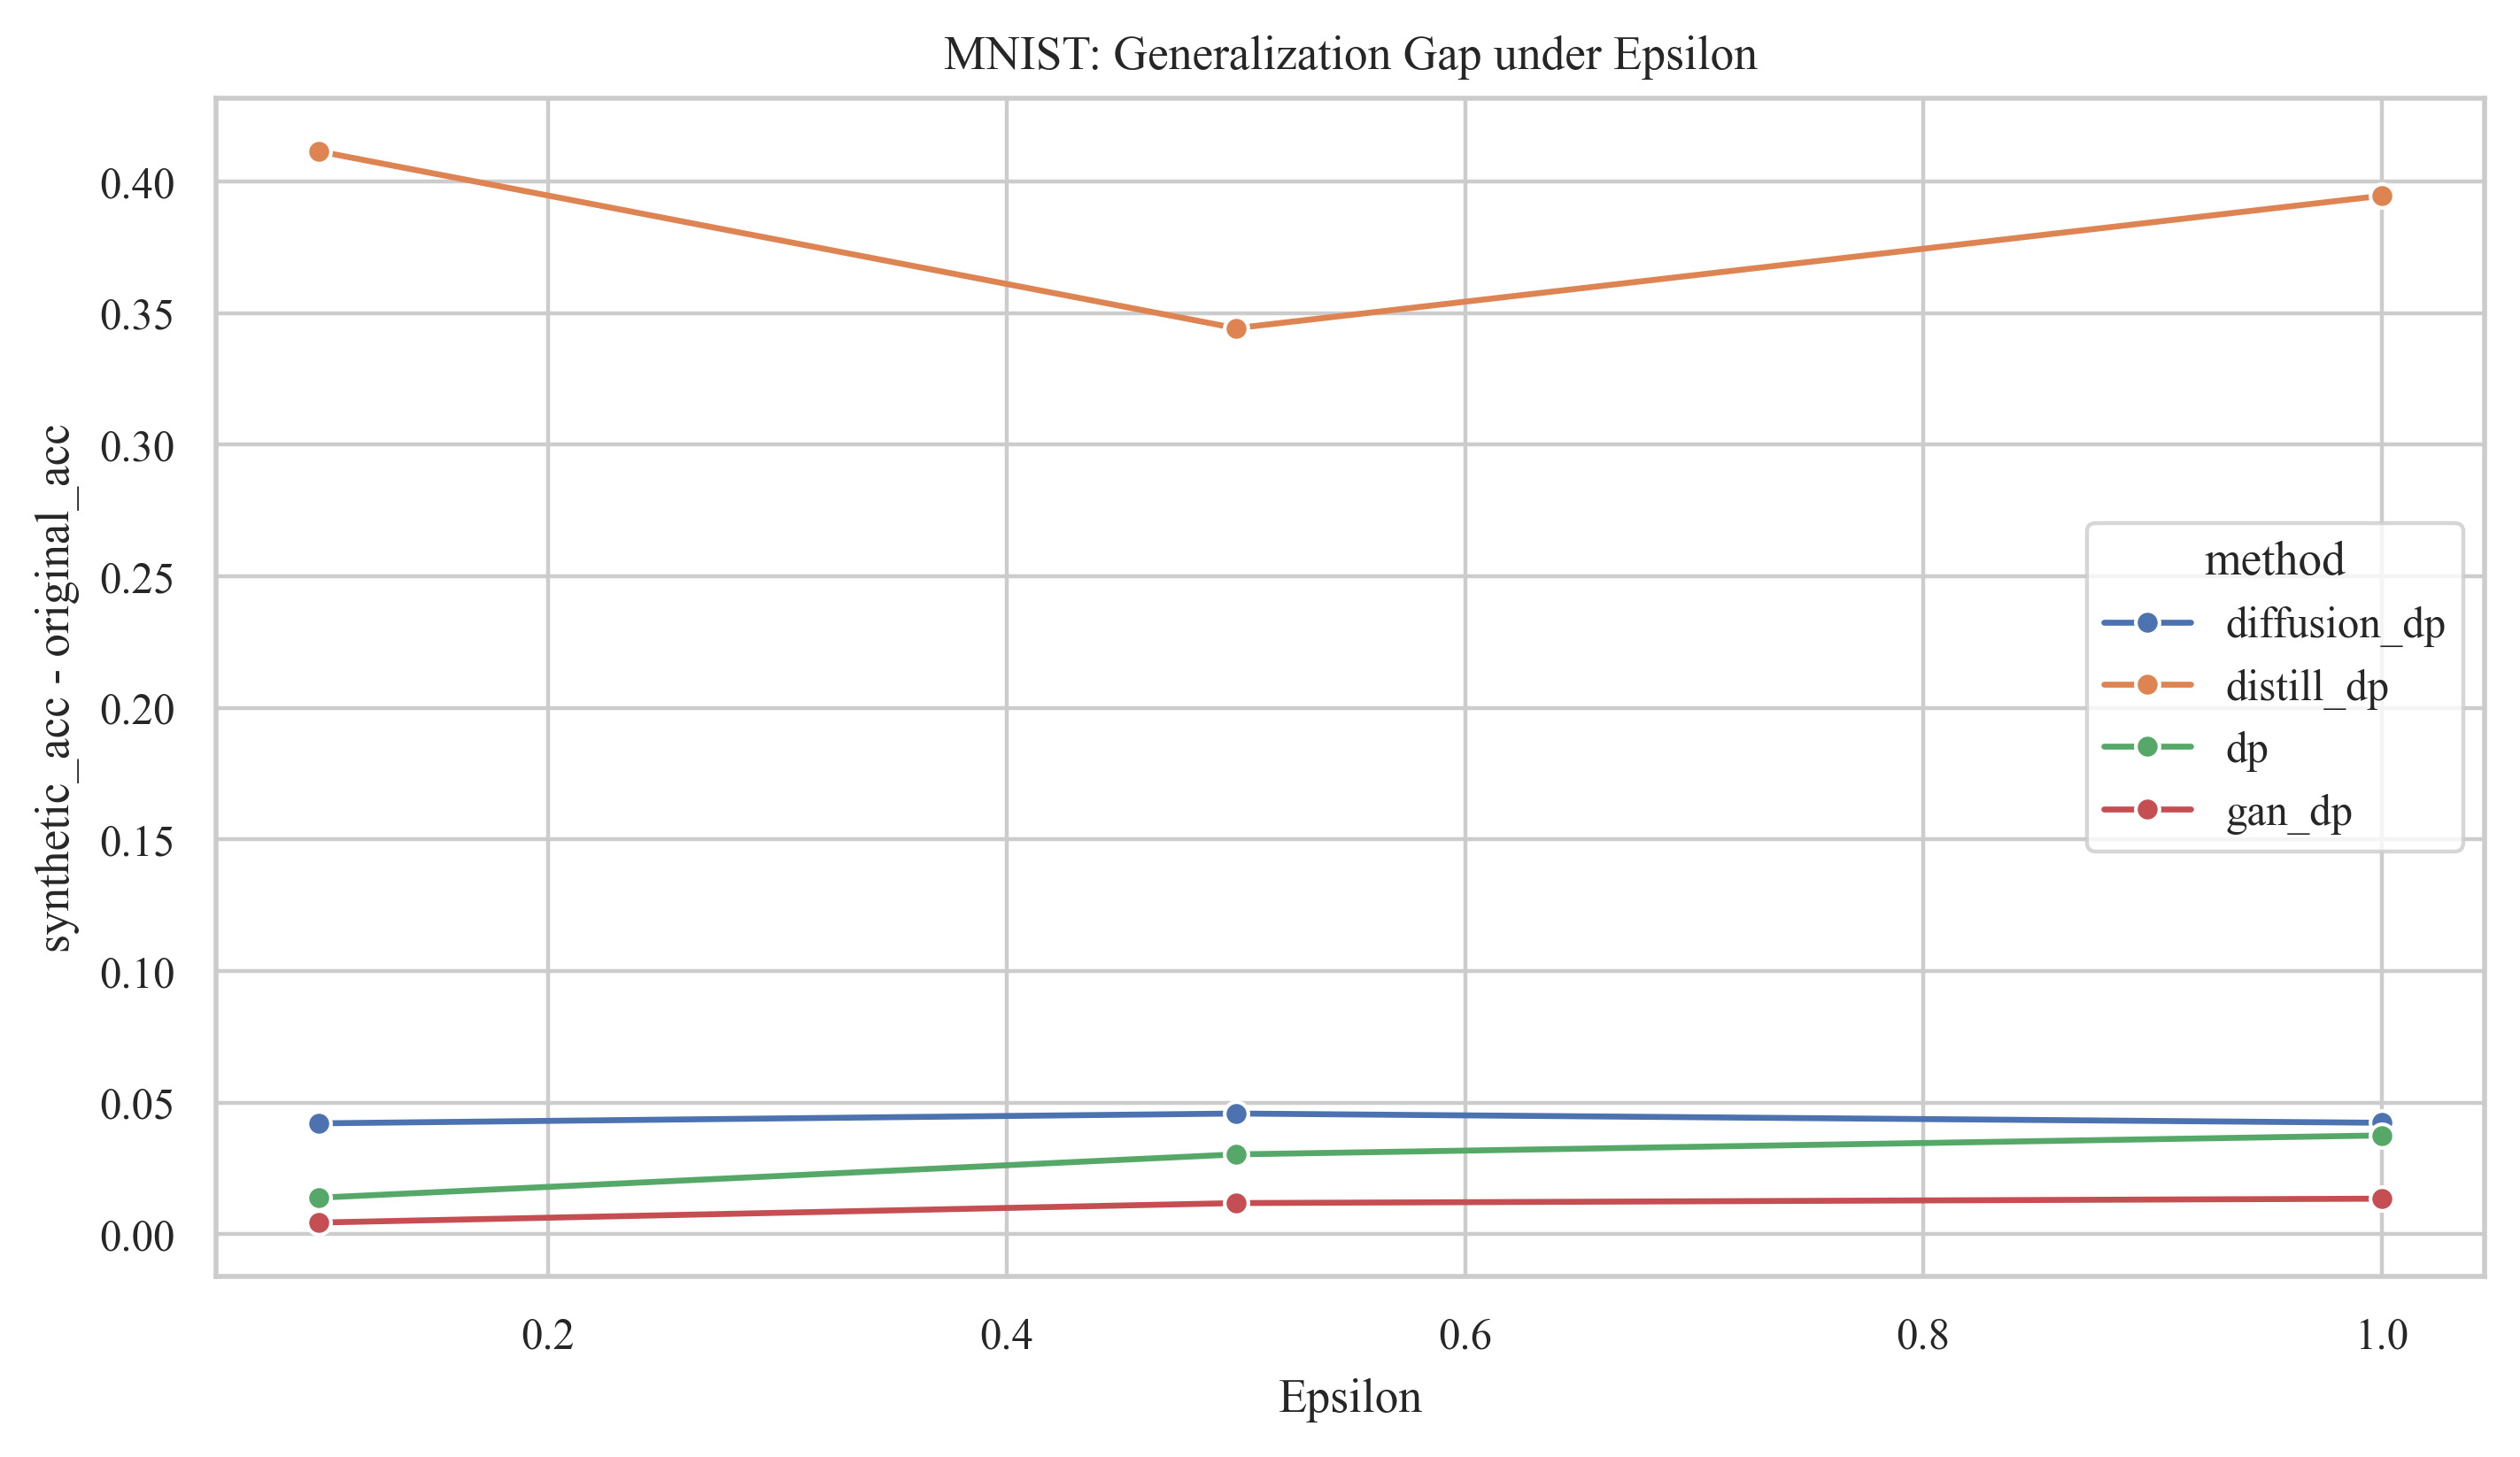 MNIST: Generalization Gap under Epsilon
synthetic_acc - original_acc
0.40
0.35
0.30
0.25
0.20
0.15
0.10
0.05
0.00
method
diffusion_dp
distill_dp
dp
gan_dp
0.2 0.4 0.6 0.8 1.0
Epsilon